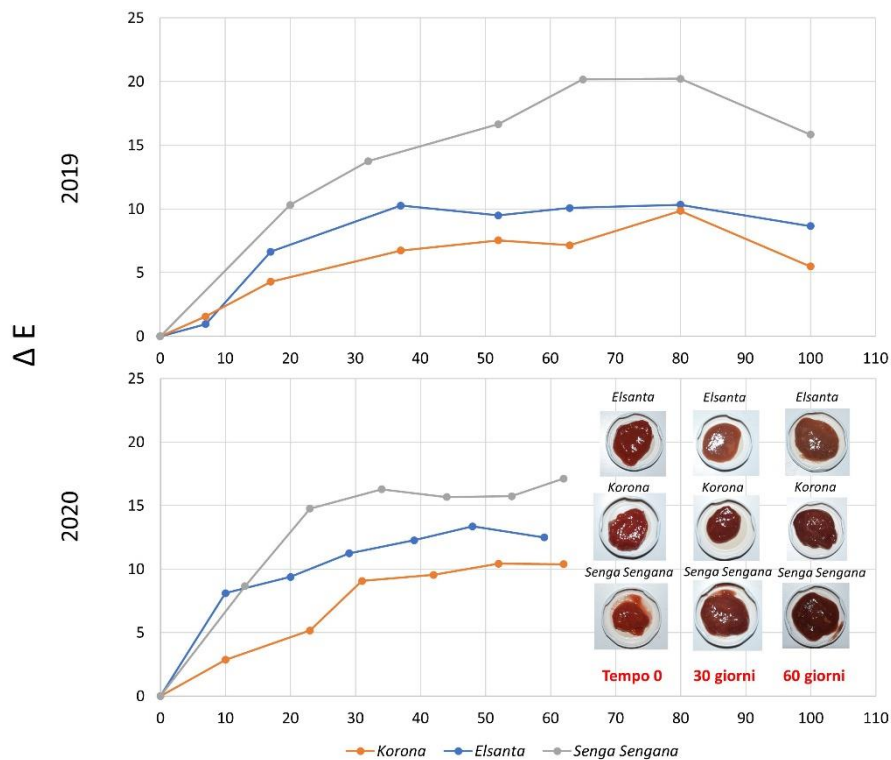 25
20
15
10
5
0
0 10 20 30 40 50 60 70 80 90 100 110
2019
Δ E
25
20
15
10
5
0
0 10 20 30 40 50 60 70 80 90 100 110
2020
Elsanta Elsanta Elsanta
Korona Korona Korona
Senga Sengana Senga Sengana Senga Sengana
Tempo 0 30 giorni 60 giorni
Korona Elsanta Senga Sengana